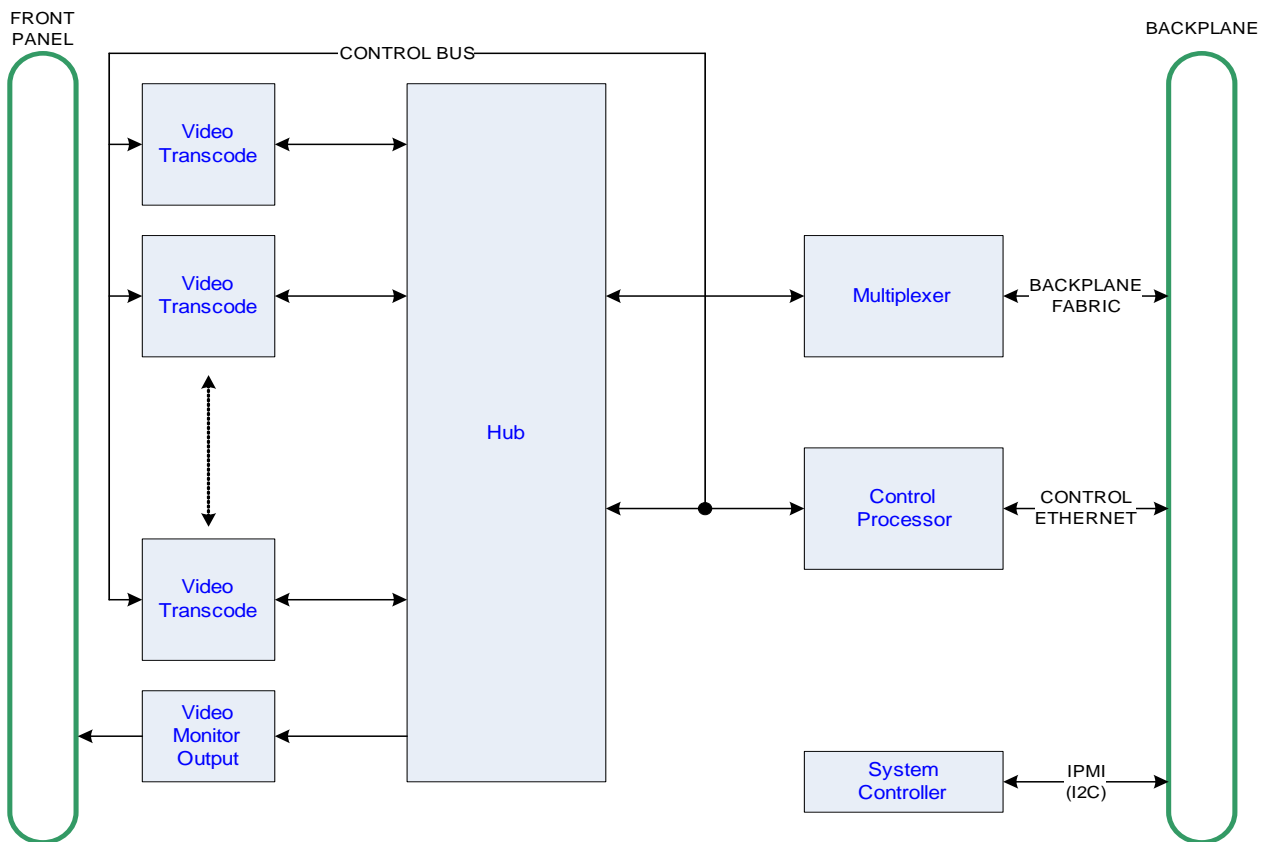 FRONT
PANEL
BACKPLANE
CONTROL BUS
Video
Transcode
Video
Transcode
Multiplexer
BACKPLANE
FABRIC
Hub
Control
Processor
CONTROL
ETHERNET
Video
Transcode
Video
Monitor
Output
System
Controller
IPMI
(I2C)